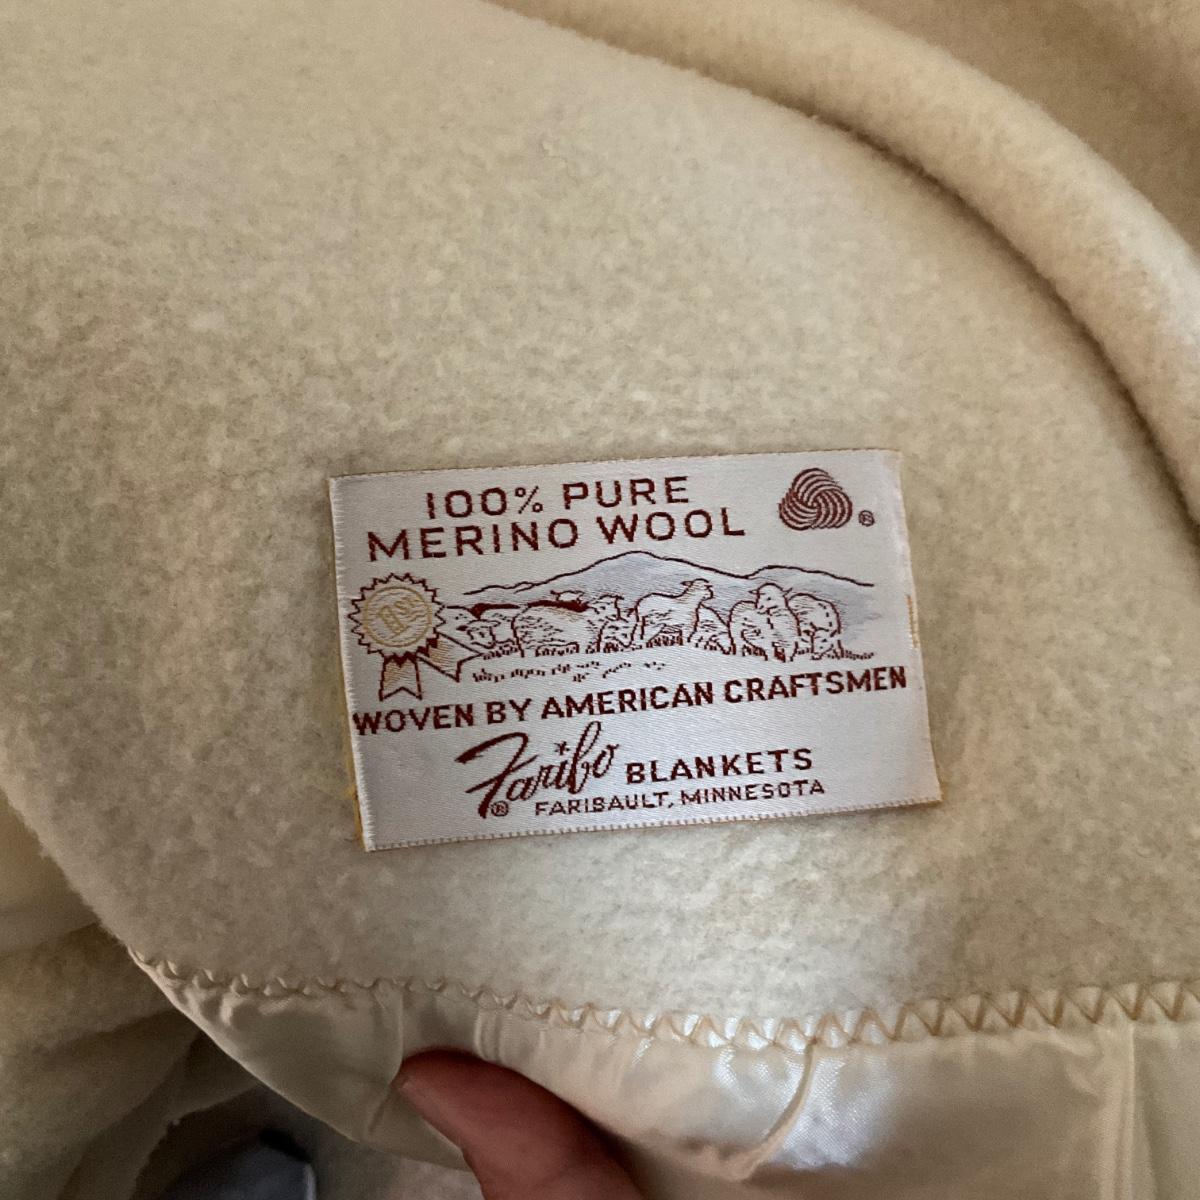 100% PURE
MERINO WOOL
®
WOVEN BY AMERICAN CRAFTSMEN
Faribo BLANKETS
®
FARIBAULT, MINNESOTA